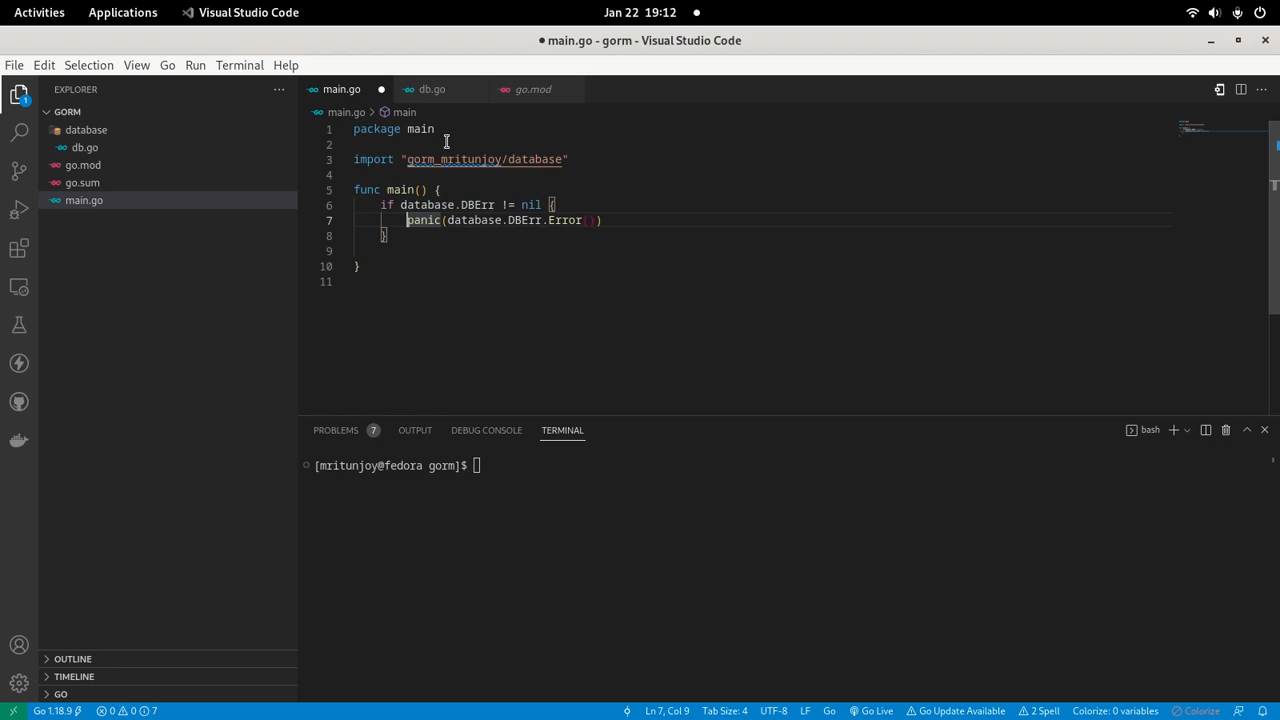 Activities Applications Visual Studio Code Jan 22 19:12
main.go - gorm - Visual Studio Code
File Edit Selection View Go Run Terminal Help
EXPLORER
main.go db.go go.mod
1
GORM
main.go > main
database
db.go
go.mod
go.sum
main.go
1 package main
2
3 import "gorm_mritunjoy/database"
4
5 func main() {
6 if database.DBErr != nil {
7 panic(database.DBErr.Error())
8 }
9
10 }
11
PROBLEMS 7 OUTPUT DEBUG CONSOLE TERMINAL bash
[mritunjoy@fedora gorm]$
OUTLINE
TIMELINE
GO
Go 1.18.9 0 0 7 Ln 7, Col 9 Tab Size: 4 UTF-8 LF Go Go Live Go Update Available 2 Spell Colorize: 0 variables Colorize